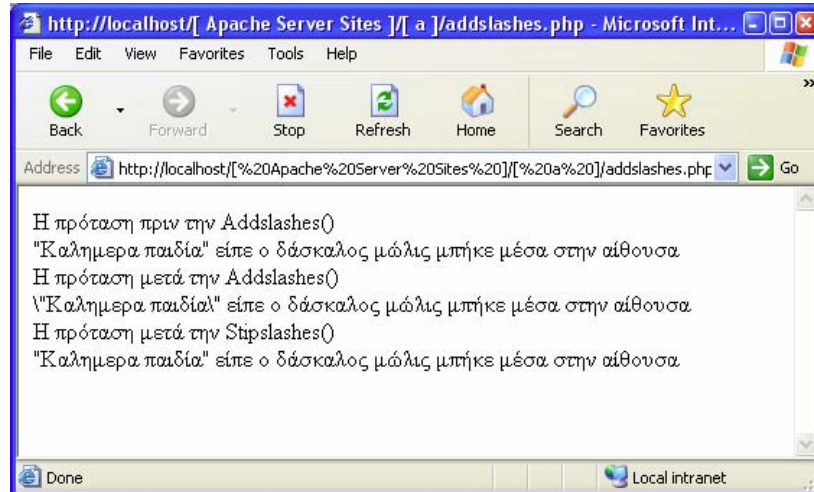 http://localhost/[ Apache Server Sites ]/[ a ]/addslashes.php - Microsoft Int...
File Edit View Favorites Tools Help
Back Forward Stop Refresh Home Search Favorites »
Address http://localhost/[%20Apache%20Server%20Sites%20]/[%20a%20]/addslashes.php Go
Η πρόταση πριν την Addslashes()
"Καλημερα παιδία" είπε ο δάσκαλος μώλις μπήκε μέσα στην αίθουσα
Η πρόταση μετά την Addslashes()
\"Καλημερα παιδία\" είπε ο δάσκαλος μώλις μπήκε μέσα στην αίθουσα
Η πρόταση μετά την Stipslashes()
"Καλημερα παιδία" είπε ο δάσκαλος μώλις μπήκε μέσα στην αίθουσα
Done Local intranet